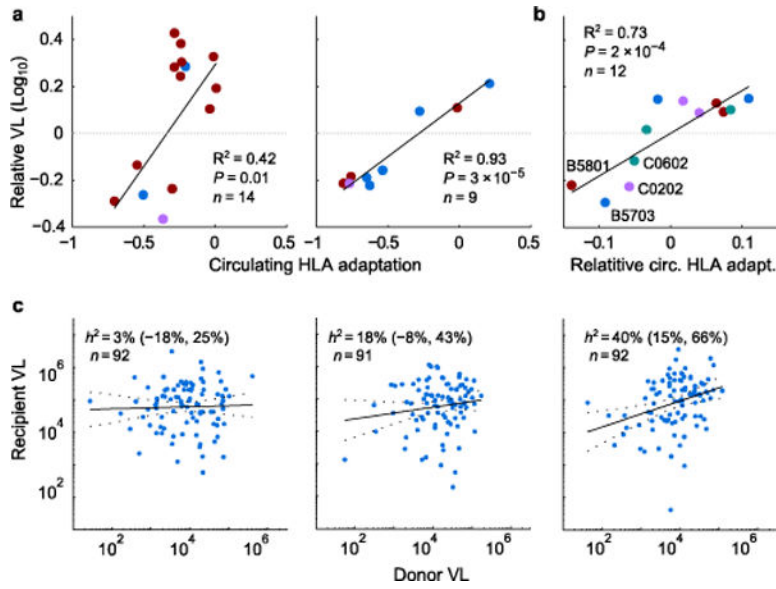 a
b
Relative VL (Log₁₀)
0.4
0.2
0
−0.2
−0.4
R² = 0.42
P = 0.01
n = 14
−1
−0.5
0
0.5
R² = 0.93
P = 3 × 10⁻⁵
n = 9
−1
−0.5
0
0.5
Circulating HLA adaptation
R² = 0.73
P = 2 × 10⁻⁴
n = 12
B5801
C0602
C0202
B5703
−0.1
0
0.1
Relatitive circ. HLA adapt.
c
Recipient VL
10⁶
10⁴
10²
h² = 3% (−18%, 25%)
n = 92
10²
10⁴
10⁶
h² = 18% (−8%, 43%)
n = 91
10²
10⁴
10⁶
h² = 40% (15%, 66%)
n = 92
10²
10⁴
10⁶
Donor VL